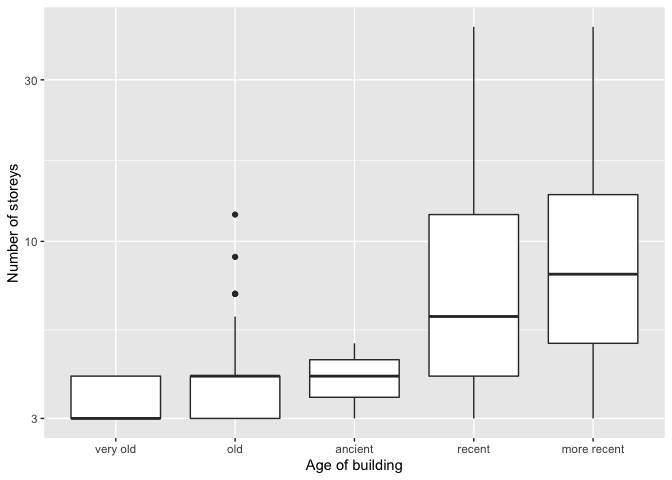 Number of storeys
30
10
3
very old old ancient recent more recent
Age of building